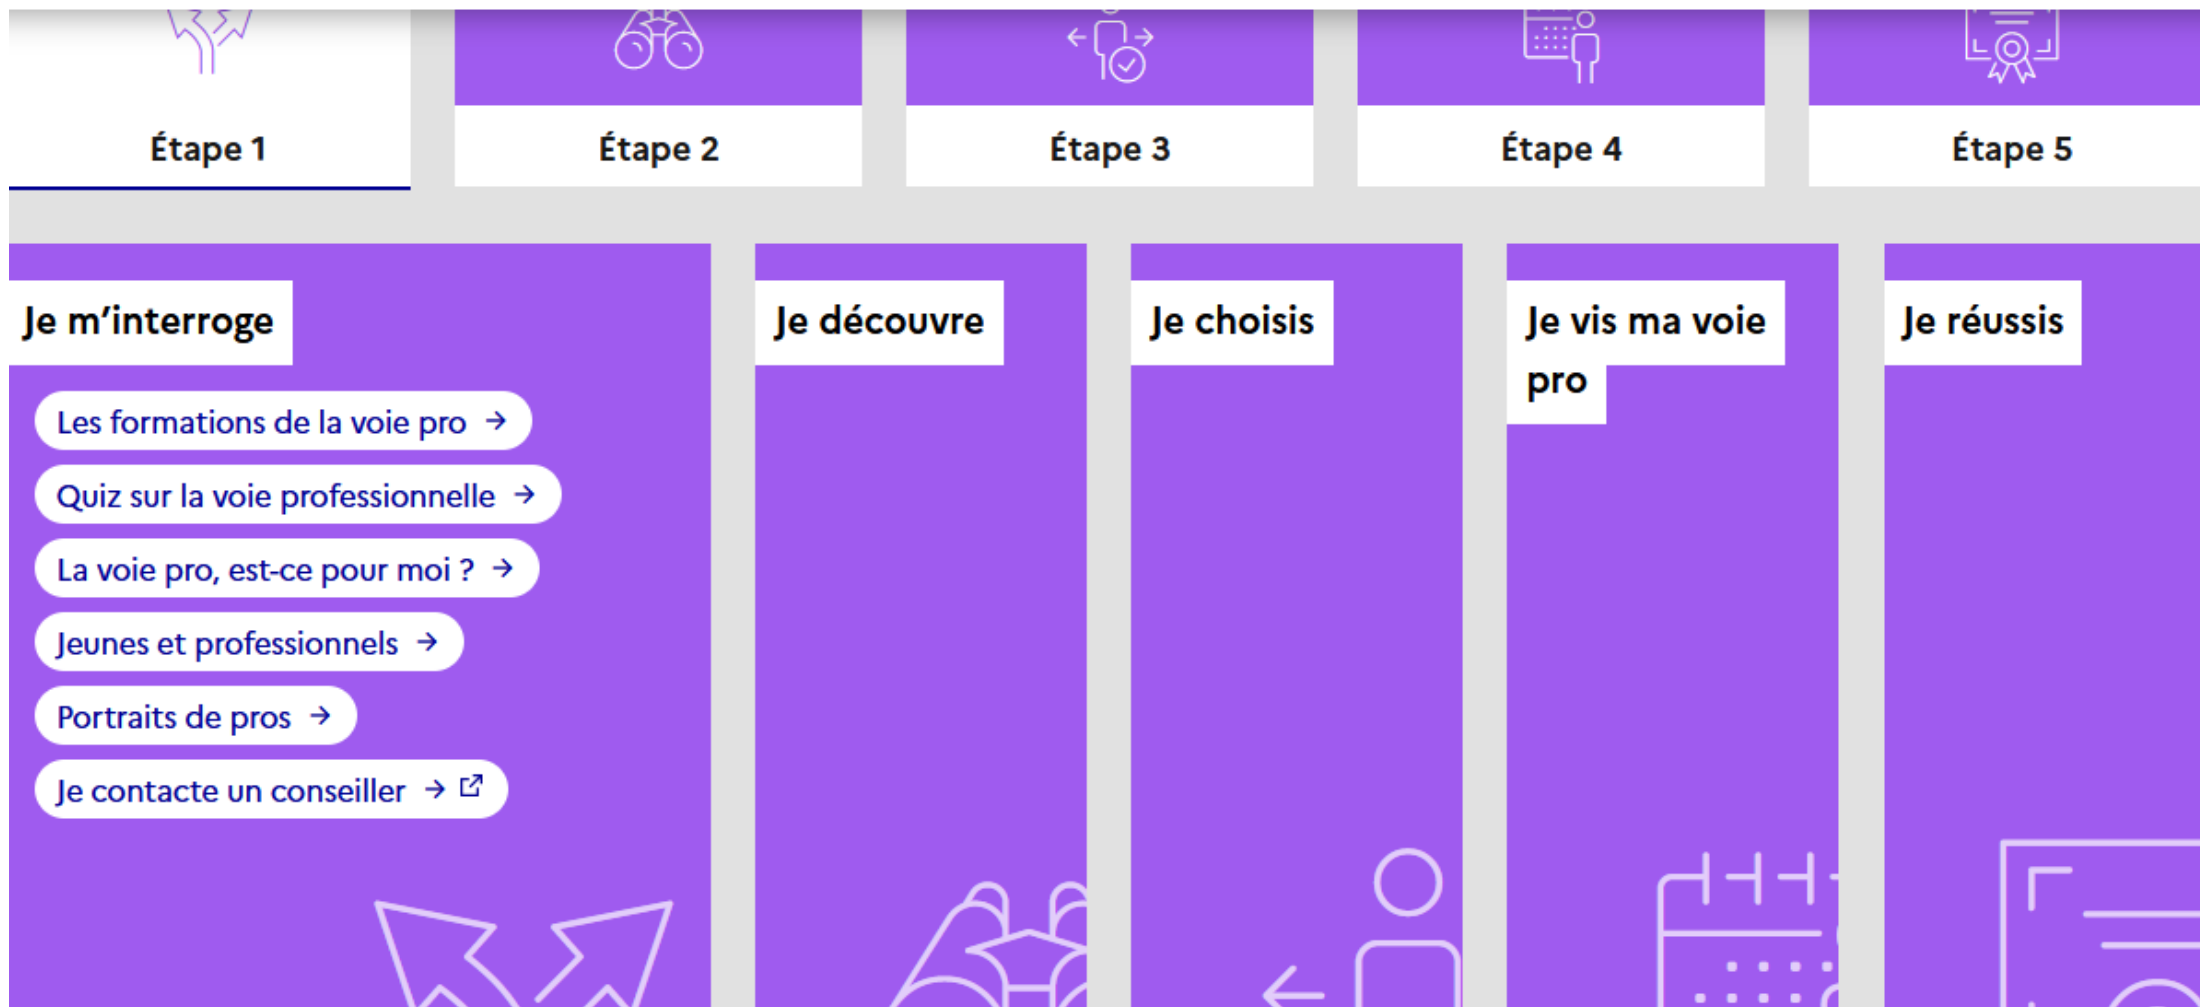 Étape 1
Étape 2
Étape 3
Étape 4
Étape 5
Je m’interroge
Les formations de la voie pro
Quiz sur la voie professionnelle
La voie pro, est-ce pour moi ?
Jeunes et professionnels
Portraits de pros
Je contacte un conseiller
Je découvre
Je choisis
Je vis ma voie
pro
Je réussis